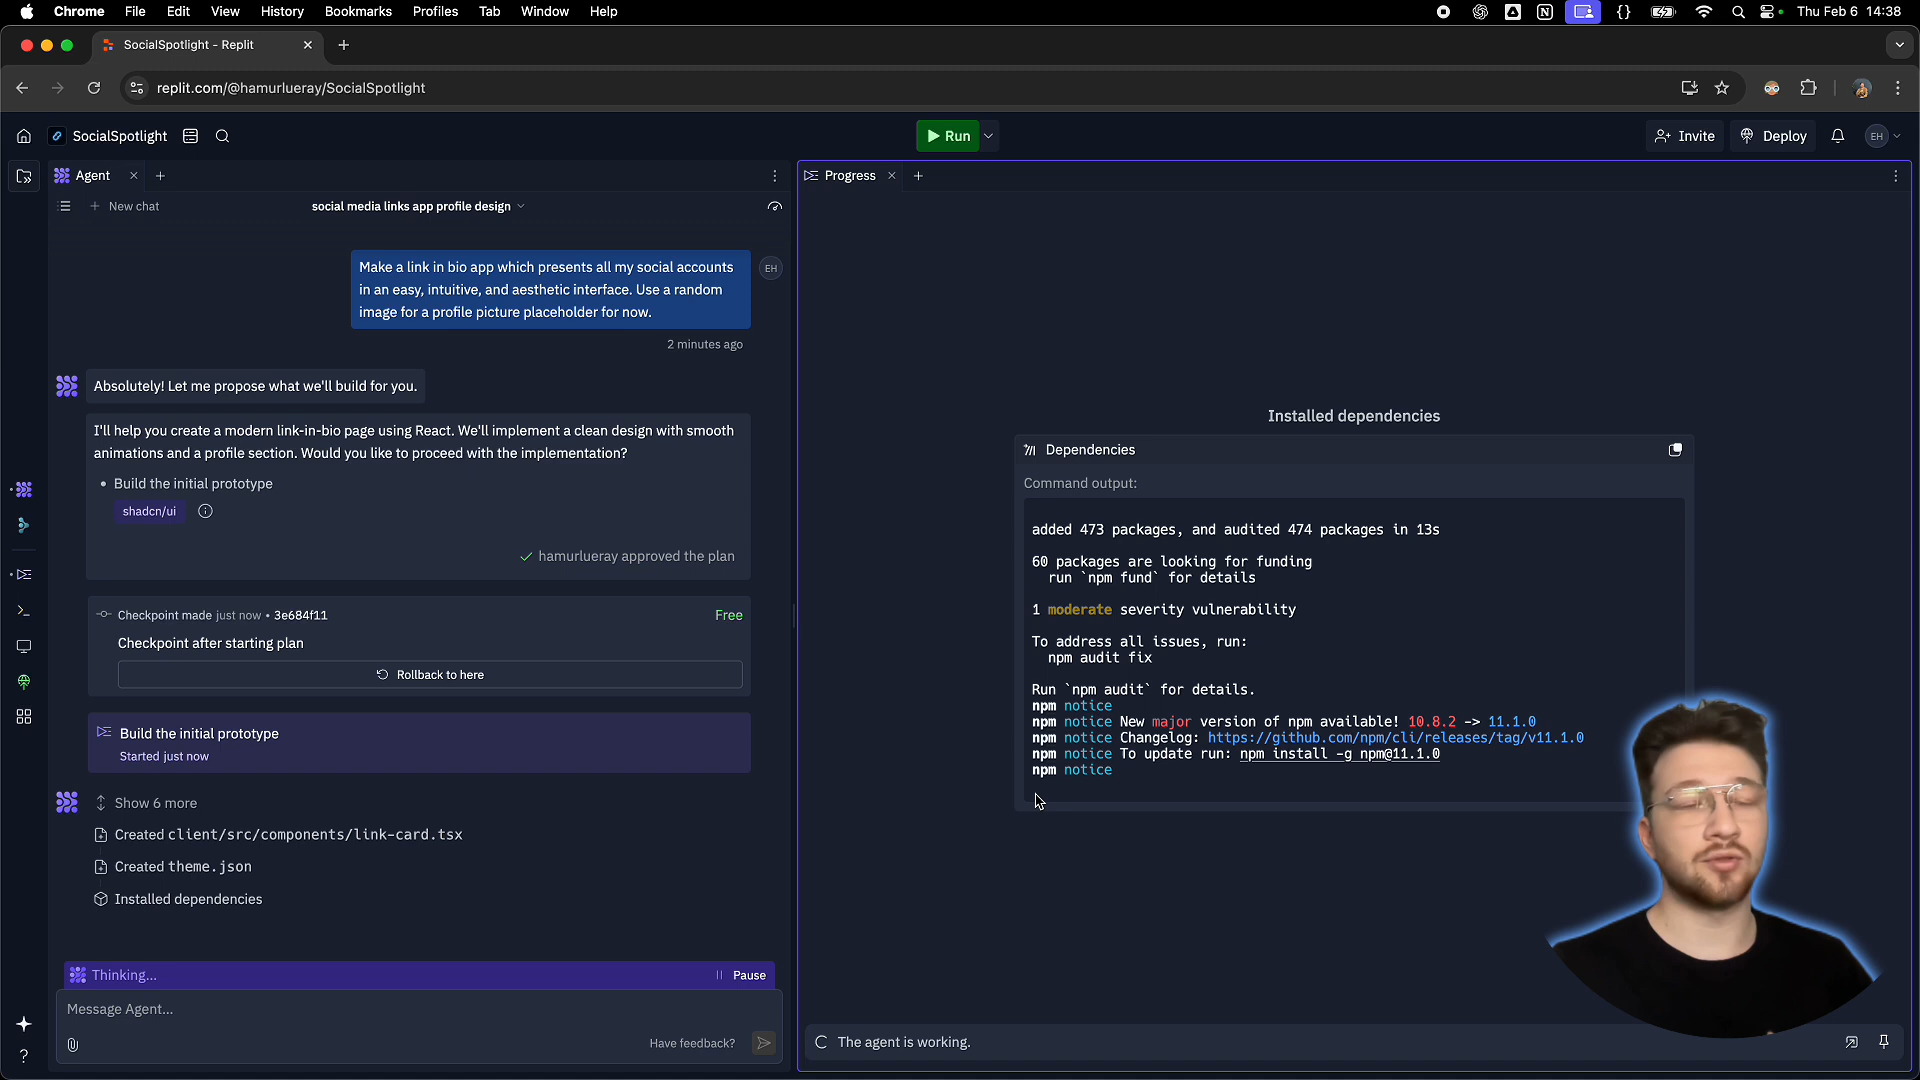 Chrome File Edit View History Bookmarks Profiles Tab Window Help
Thu Feb 6 14:38
SocialSpotlight - Replit
replit.com/@hamurlueray/SocialSpotlight
SocialSpotlight
Run
Invite
Deploy
EH
Agent
Progress
New chat
social media links app profile design
Make a link in bio app which presents all my social accounts
in an easy, intuitive, and aesthetic interface. Use a random
image for a profile picture placeholder for now.
EH
2 minutes ago
Absolutely! Let me propose what we'll build for you.
I'll help you create a modern link-in-bio page using React. We'll implement a clean design with smooth
animations and a profile section. Would you like to proceed with the implementation?
• Build the initial prototype
shadcn/ui
hamurlueray approved the plan
Checkpoint made just now • 3e684f11
Free
Checkpoint after starting plan
Rollback to here
Build the initial prototype
Started just now
Show 6 more
Created client/src/components/link-card.tsx
Created theme.json
Installed dependencies
Thinking...
Pause
Message Agent...
Have feedback?
Installed dependencies
Dependencies
Command output:
added 473 packages, and audited 474 packages in 13s
60 packages are looking for funding
run `npm fund` for details
1 moderate severity vulnerability
To address all issues, run:
npm audit fix
Run `npm audit` for details.
npm notice
npm notice New major version of npm available! 10.8.2 -> 11.1.0
npm notice Changelog: https://github.com/npm/cli/releases/tag/v11.1.0
npm notice To update run: npm install -g npm@11.1.0
npm notice
The agent is working.